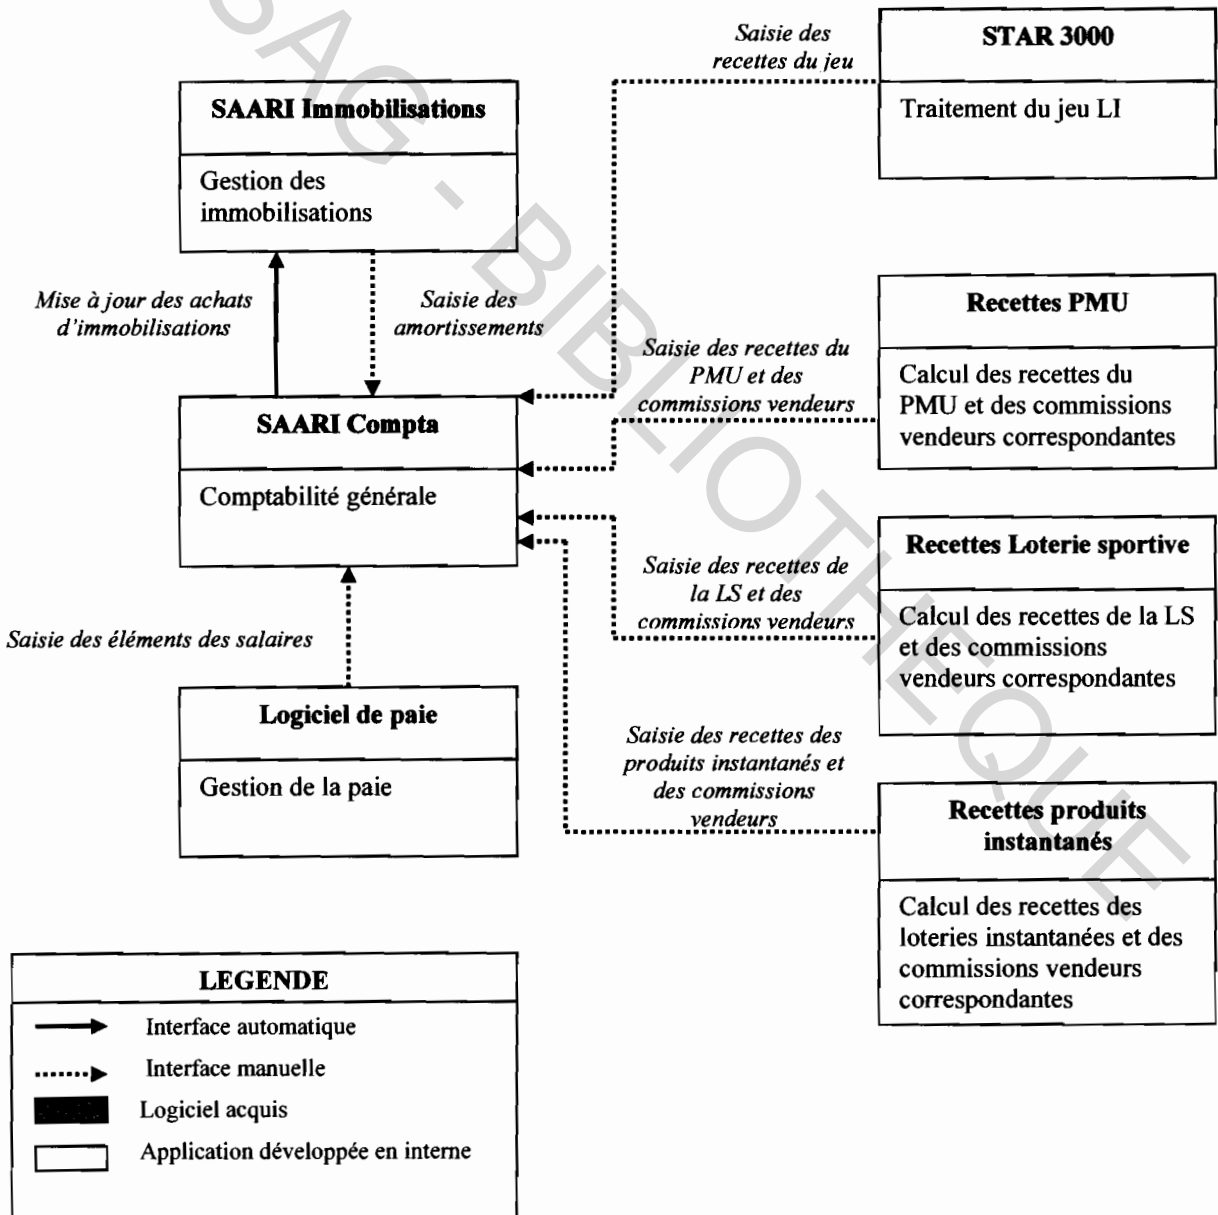 Saisie des
recettes du jeu
STAR 3000
Traitement du jeu LI
SAARI Immobilisations
Gestion des
immobilisations
Mise à jour des achats
d'immobilisations
Saisie des
amortissements
Saisie des recettes du
PMU et des
commissions vendeurs
Recettes PMU
Calcul des recettes du
PMU et des commissions
vendeurs correspondantes
SAARI Compta
Comptabilité générale
Saisie des recettes de
la LS et des
commissions vendeurs
Recettes Loterie sportive
Calcul des recettes de la LS
et des commissions
vendeurs correspondantes
Saisie des éléments des salaires
Logiciel de paie
Gestion de la paie
Saisie des recettes des
produits instantanés et
des commissions
vendeurs
Recettes produits
instantanés
Calcul des recettes des
loteries instantanées et des
commissions vendeurs
correspondantes
LEGENDE
Interface automatique
Interface manuelle
Logiciel acquis
Application développée en interne
SAG - BIBLIOTHEQUE